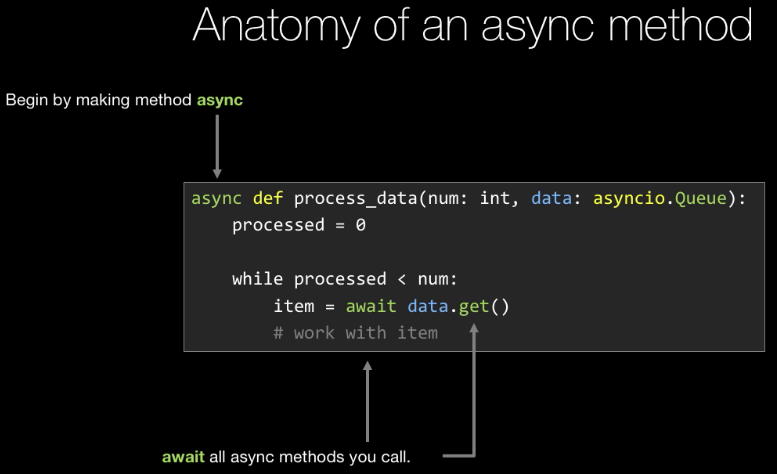 Anatomy of an async method
Begin by making method async
async def process_data(num: int, data: asyncio.Queue):
    processed = 0
    while processed < num:
        item = await data.get()
        # work with item
await all async methods you call.